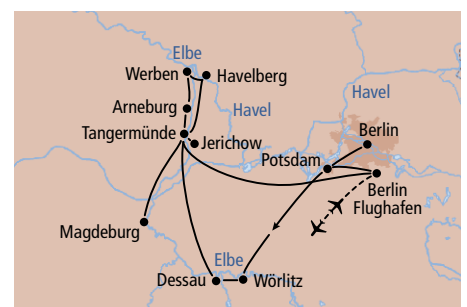 Elbe
Werben
Havelberg
Arneburg
Havel
Havel
Tangermünde
Jerichow
Berlin
Potsdam
Berlin
Flughafen
Magdeburg
Elbe
Dessau
Wörlitz